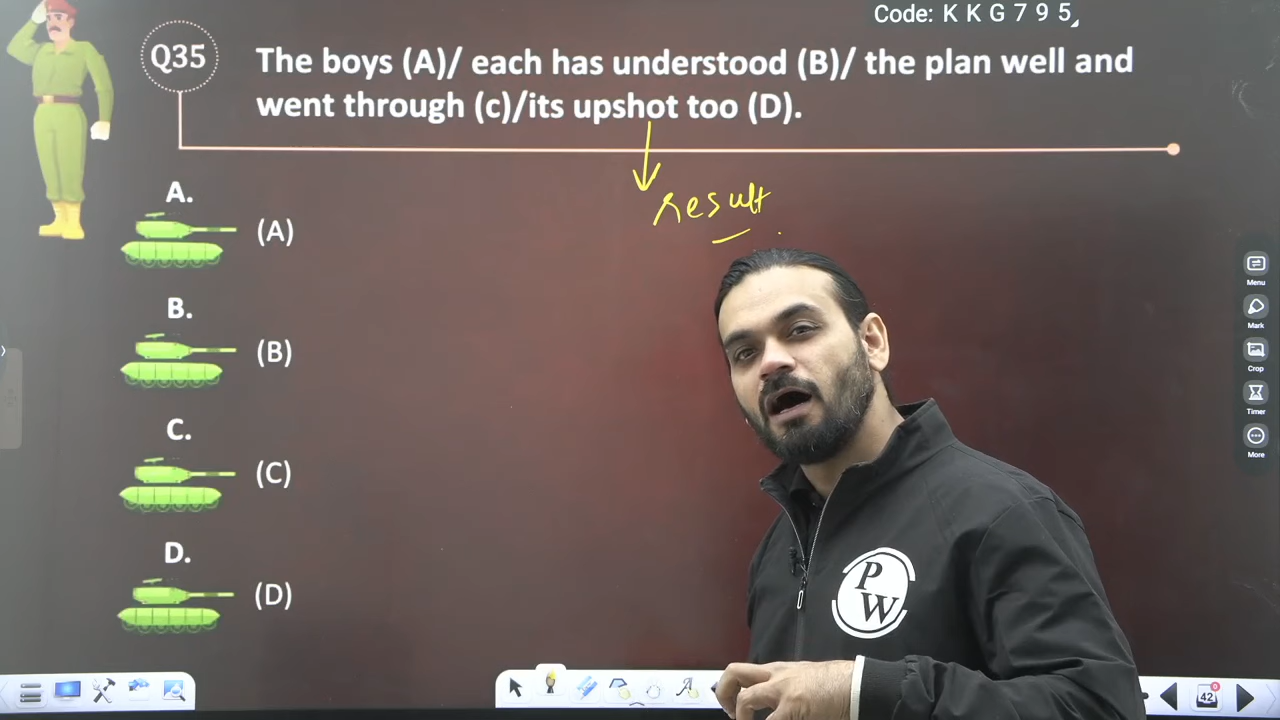 Code: K K G 7 9 5
Q35
The boys (A)/ each has understood (B)/ the plan well and
went through (c)/its upshot too (D).
result
A.
(A)
B.
(B)
C.
(C)
D.
(D)
P
W
Menu
Mark
Crop
Timer
More
42